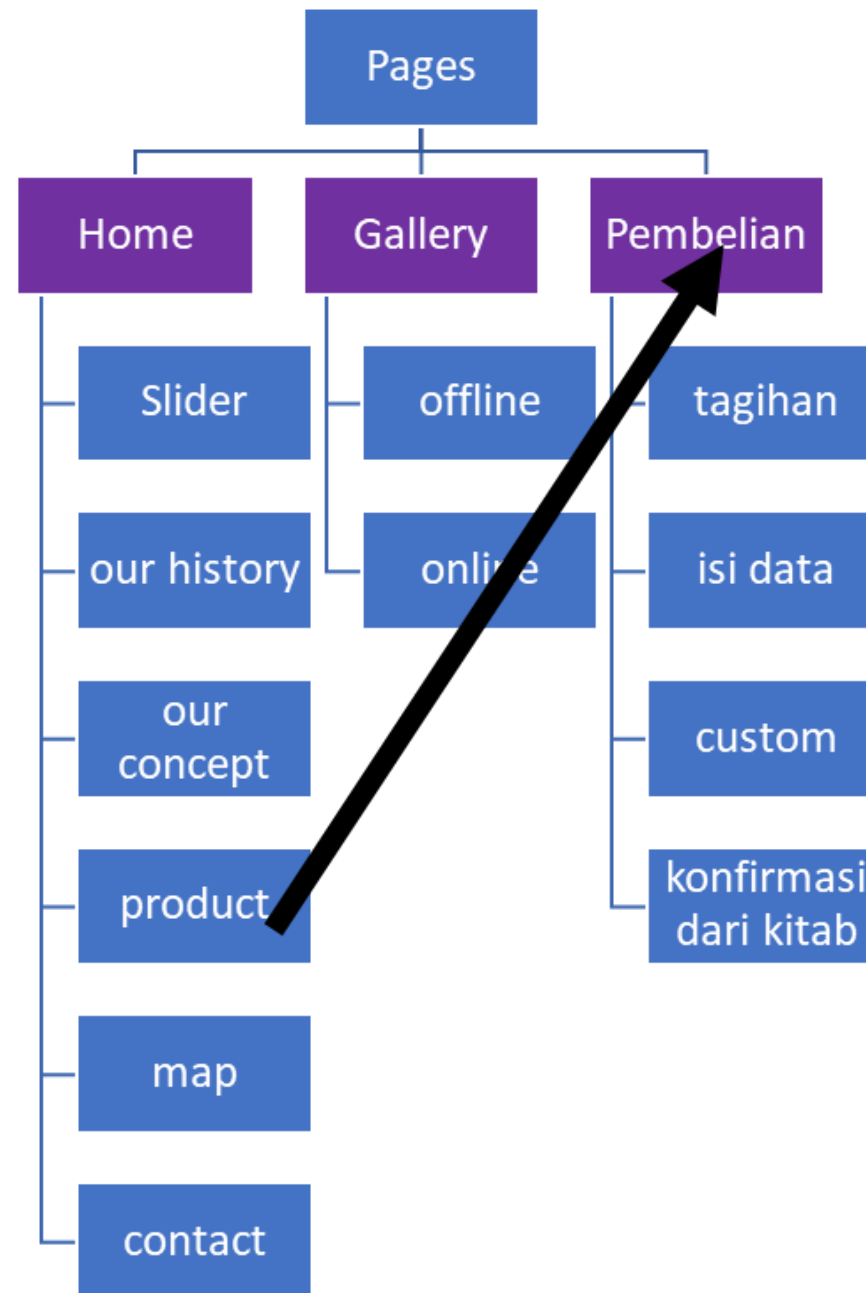 Pages
Home
Gallery
Pembelian
Slider
our history
our
concept
product
map
contact
offline
online
tagihan
isi data
custom
konfirmasi
dari kitab